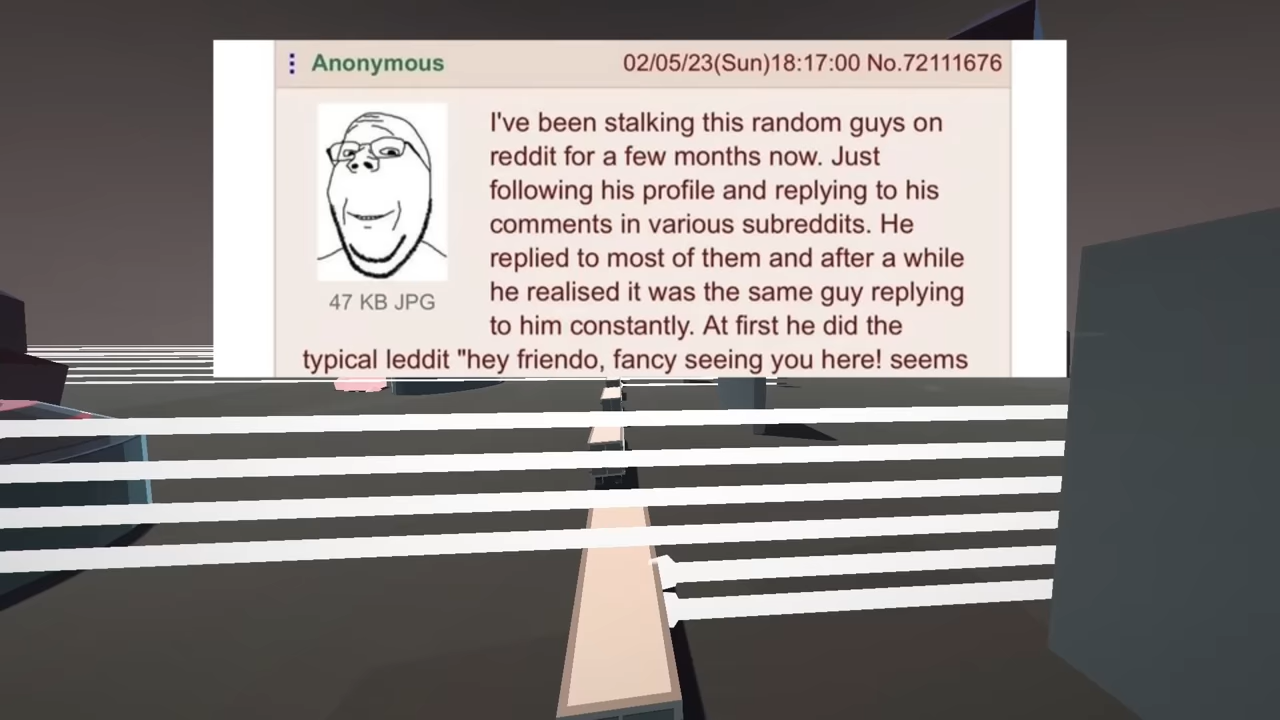 Anonymous 02/05/23(Sun)18:17:00 No.72111676
I've been stalking this random guys on
reddit for a few months now. Just
following his profile and replying to his
comments in various subreddits. He
replied to most of them and after a while
he realised it was the same guy replying
47 KB JPG
to him constantly. At first he did the
typical leddit "hey friendo, fancy seeing you here! seems